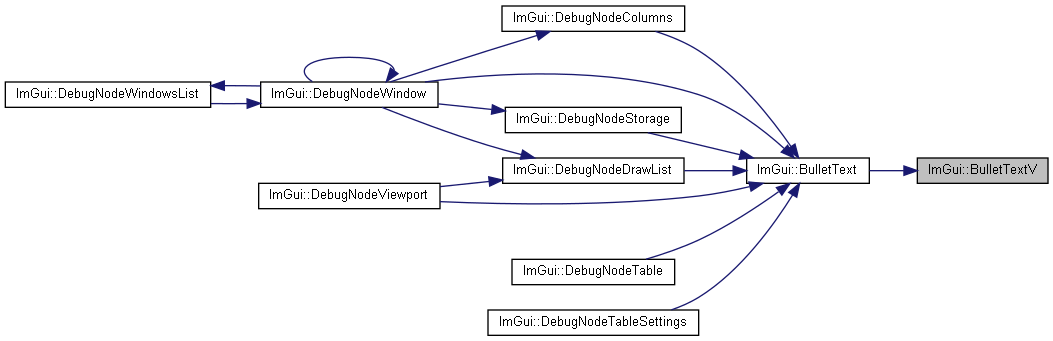 ImGui::DebugNodeColumns
ImGui::DebugNodeWindowsList
ImGui::DebugNodeWindow
ImGui::DebugNodeStorage
ImGui::DebugNodeDrawList
ImGui::BulletText
ImGui::BulletTextV
ImGui::DebugNodeViewport
ImGui::DebugNodeTable
ImGui::DebugNodeTableSettings